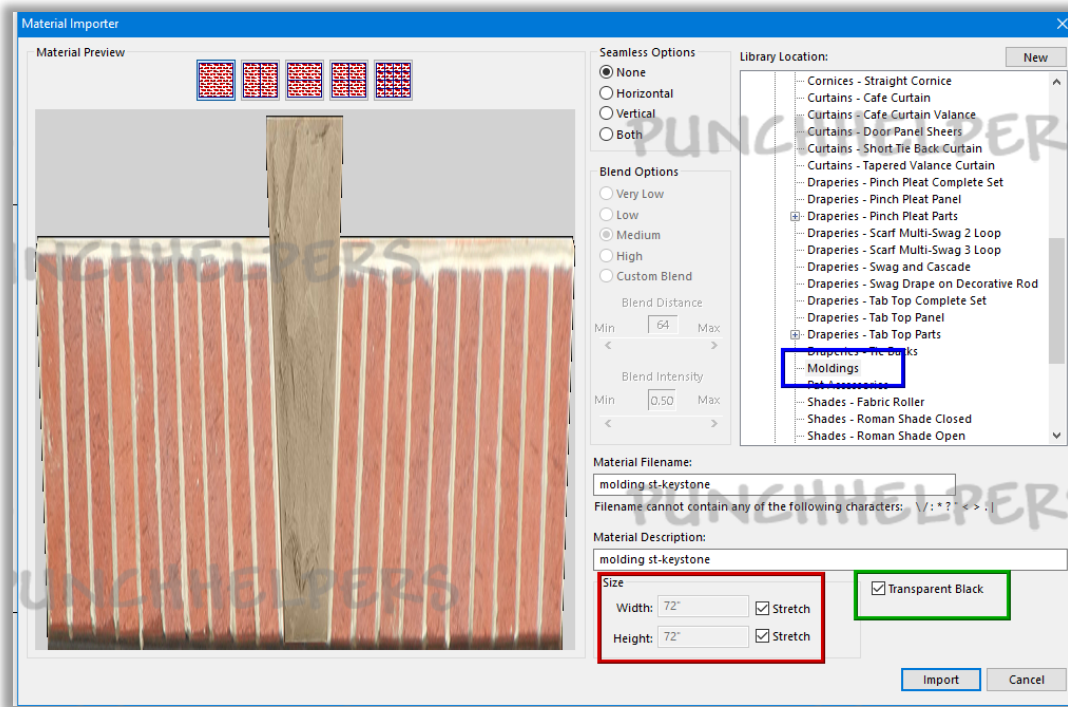 Material Importer
Material Preview
Seamless Options
None
Horizontal
Vertical
Both
Blend Options
Very Low
Low
Medium
High
Custom Blend
Blend Distance
Min 64 Max
< >
Blend Intensity
Min 0.50 Max
< >
Library Location:
New
Cornices - Straight Cornice
Curtains - Cafe Curtain
Curtains - Cafe Curtain Valance
Curtains - Door Panel Sheers
Curtains - Short Tie Back Curtain
Curtains - Tapered Valance Curtain
Draperies - Pinch Pleat Complete Set
Draperies - Pinch Pleat Panel
Draperies - Pinch Pleat Parts
Draperies - Scarf Multi-Swag 2 Loop
Draperies - Scarf Multi-Swag 3 Loop
Draperies - Swag and Cascade
Draperies - Swag Drape on Decorative Rod
Draperies - Tab Top Complete Set
Draperies - Tab Top Panel
Draperies - Tab Top Parts
Draperies - Tie Backs
Moldings
Pet Accessories
Shades - Fabric Roller
Shades - Roman Shade Closed
Shades - Roman Shade Open
Material Filename:
molding st-keystone
Filename cannot contain any of the following characters: \ / : * ? " < > . |
Material Description:
molding st-keystone
Size
Width: 72" Stretch
Height: 72" Stretch
Transparent Black
Import Cancel
PUNCHHELPERS
PUNCHHELPERS
PUNCHHELPERS
PUNCHHELPERS